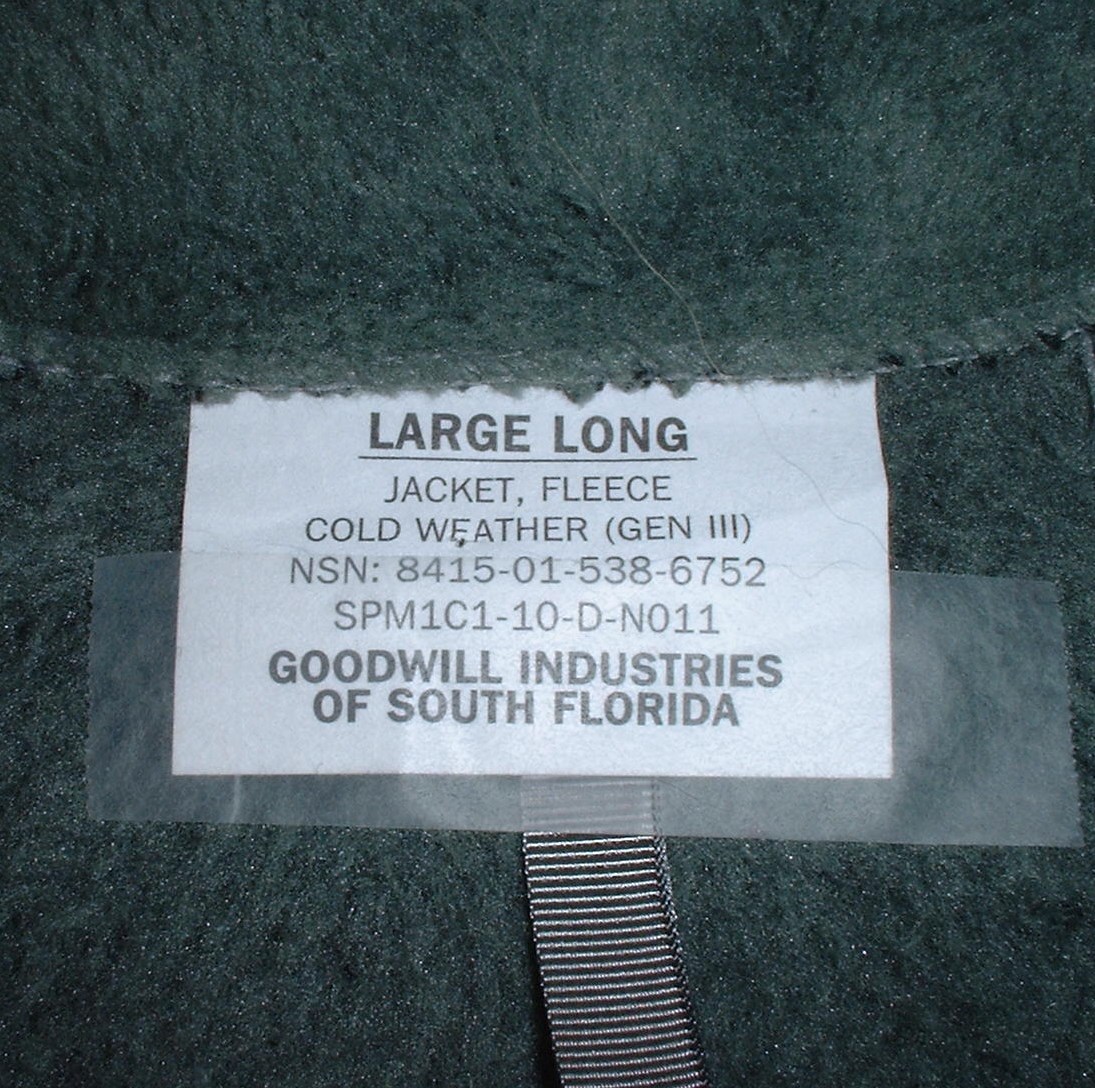 LARGE LONG
JACKET, FLEECE
COLD WEATHER (GEN III)
NSN: 8415-01-538-6752
SPM1C1-10-D-N011
GOODWILL INDUSTRIES
OF SOUTH FLORIDA